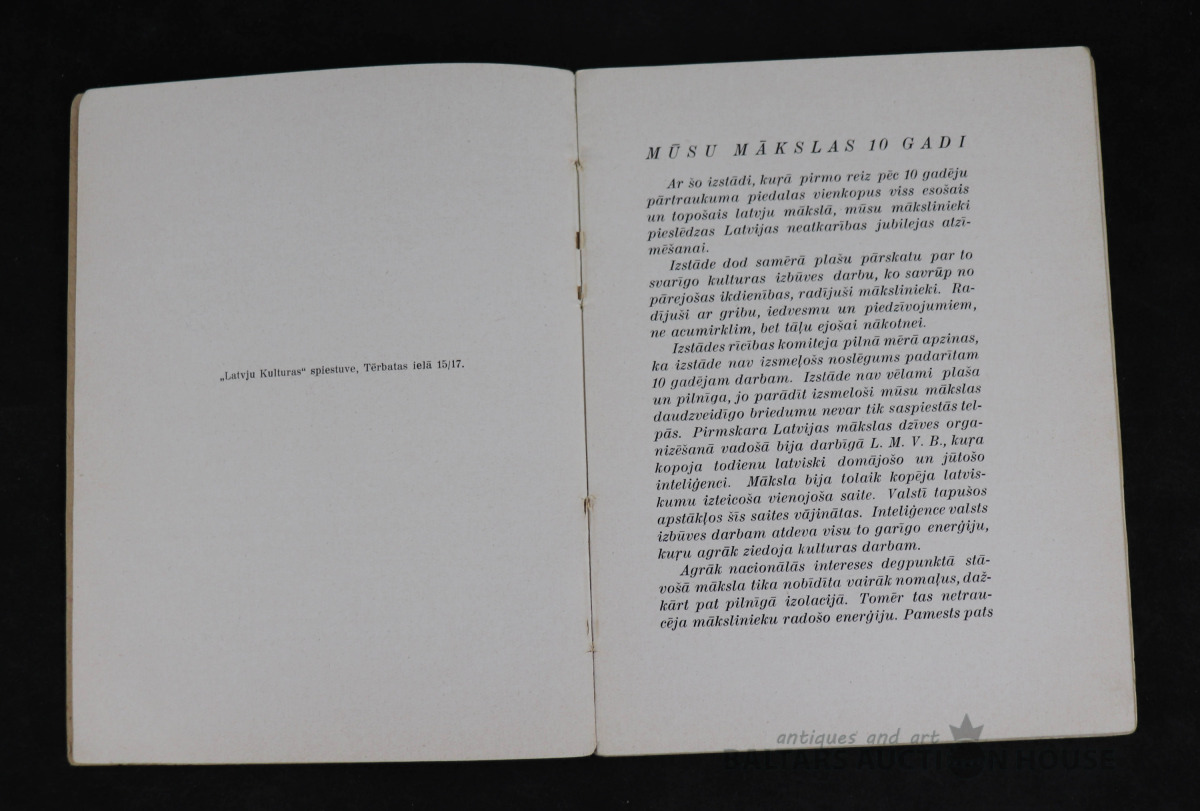 „Latvju Kulturas“ spiestuve, Tērbatas ielā 15/17.
MŪSU MĀKSLAS 10 GADI
Ar šo izstādi, kuŗā pirmo reiz pēc 10 gadēju
pārtraukuma piedalas vienkopus viss esošais
un topošais latvju mākslā, mūsu mākslinieki
pieslēdzas Latvijas neatkarības jubilejas atzī-
mēšanai.
Izstāde dod samērā plašu pārskatu par to
svarīgo kulturas izbūves darbu, ko savrūp no
pārejošas ikdienības, radījuši mākslinieki. Ra-
dījuši ar gribu, iedvesmu un piedzīvojumiem,
ne acumirklim, bet tāļu ejošai nākotnei.
Izstādes rīcības komiteja pilnā mērā apzinas,
ka izstāde nav izsmeļošs noslēgums padarītam
10 gadējam darbam. Izstāde nav vēlami plaša
un pilnīga, jo parādīt izsmeloši mūsu mākslas
daudzveidīgo briedumu nevar tik saspiestās tel-
pās. Pirmskara Latvijas mākslas dzīves orga-
nizēšanā vadošā bija darbīgā L. M. V. B., kuŗa
kopoja todienu latviski domājošo un jūtošo
inteliģenci. Māksla bija tolaik kopēja latvis-
kumu izteicoša vienojoša saite. Valstī tapušos
apstākļos šīs saites vājinātas. Inteliģence valsts
izbūves darbam atdeva visu to garīgo enerģiju,
kuŗu agrāk ziedoja kulturas darbam.
Agrāk nacionālās intereses degpunktā stā-
vošā māksla tika nobīdīta vairāk nomaļus, daž-
kārt pat pilnīgā izolacijā. Tomēr tas netrau-
cēja mākslinieku radošo enerģiju. Pamests pats
antiques and art
BALTARS AUCTION HOUSE